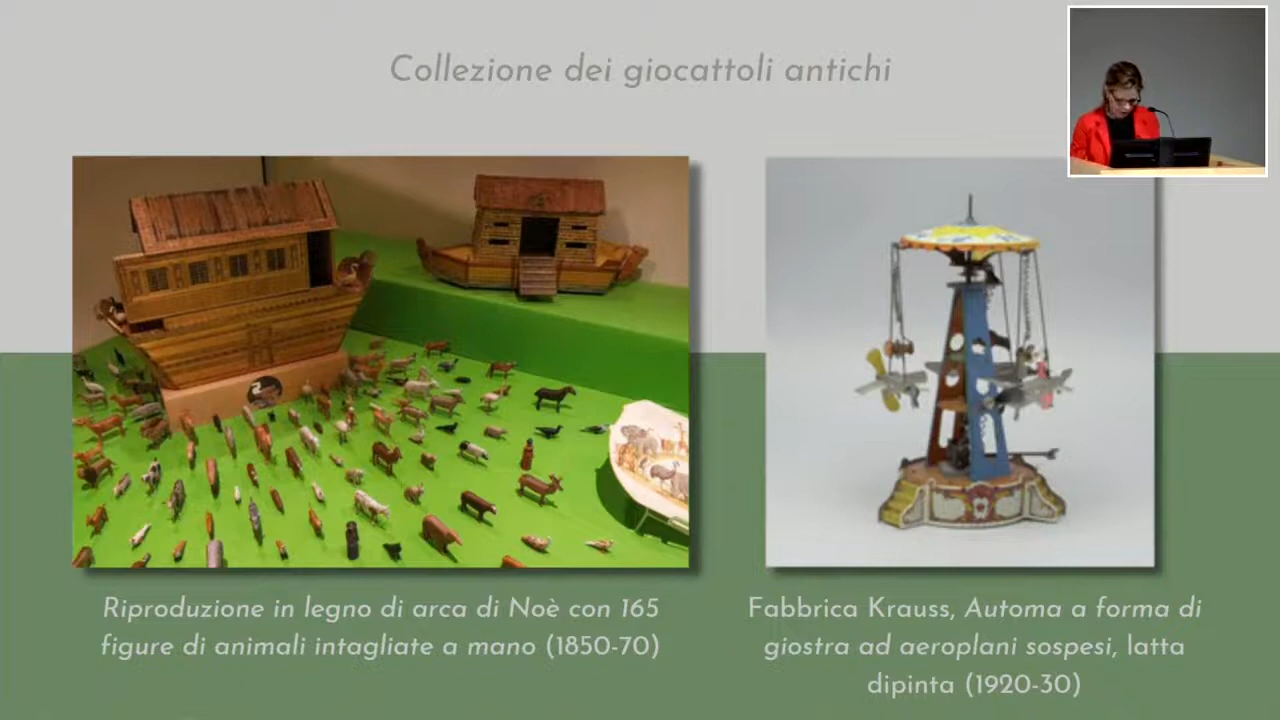 Collezione dei giocattoli antichi
Riproduzione in legno di arca di Noè con 165
figure di animali intagliate a mano (1850-70)
Fabbrica Krauss, Automa a forma di
giostra ad aeroplani sospesi, latta
dipinta (1920-30)